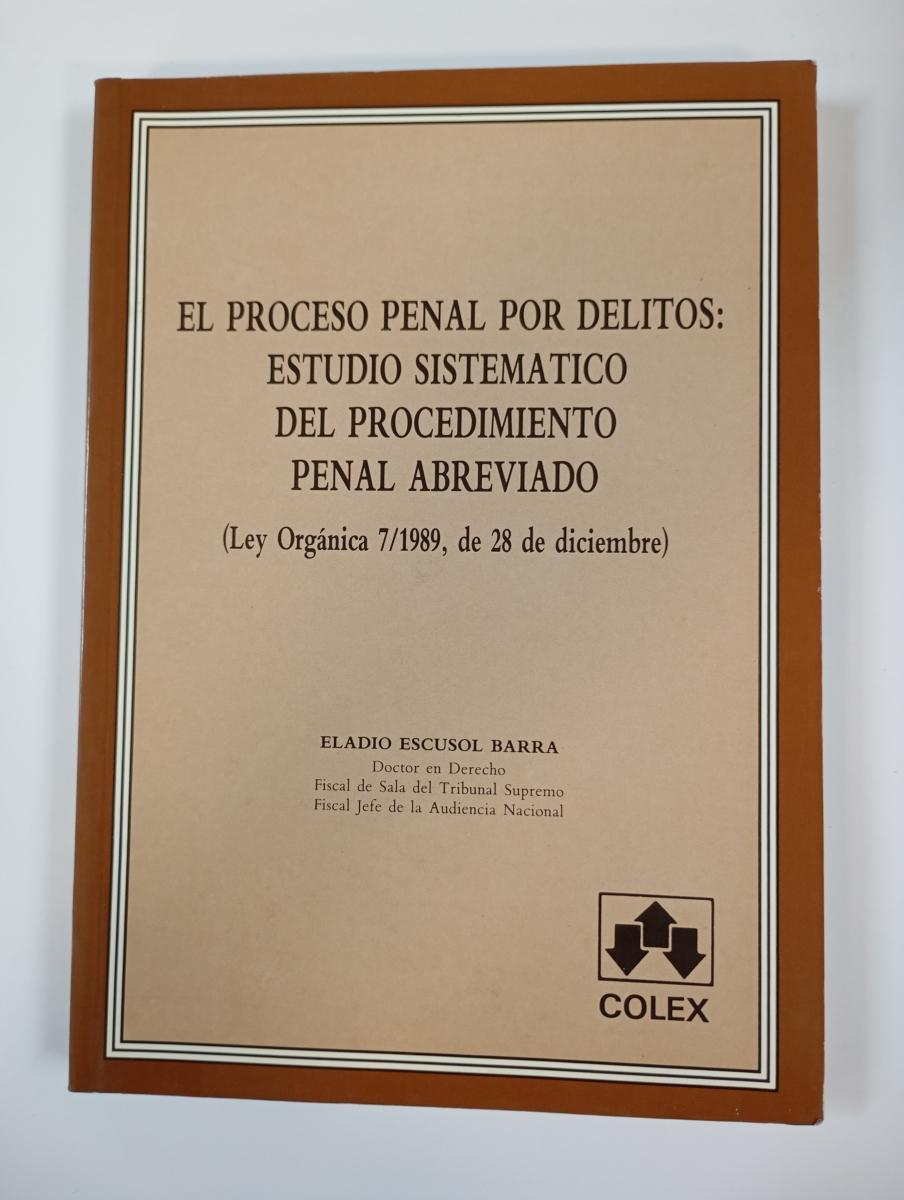 EL PROCESO PENAL POR DELITOS:
ESTUDIO SISTEMATICO
DEL PROCEDIMIENTO
PENAL ABREVIADO
(Ley Orgánica 7/1989, de 28 de diciembre)
ELADIO ESCUSOL BARRA
Doctor en Derecho
Fiscal de Sala del Tribunal Supremo
Fiscal Jefe de la Audiencia Nacional
COLEX